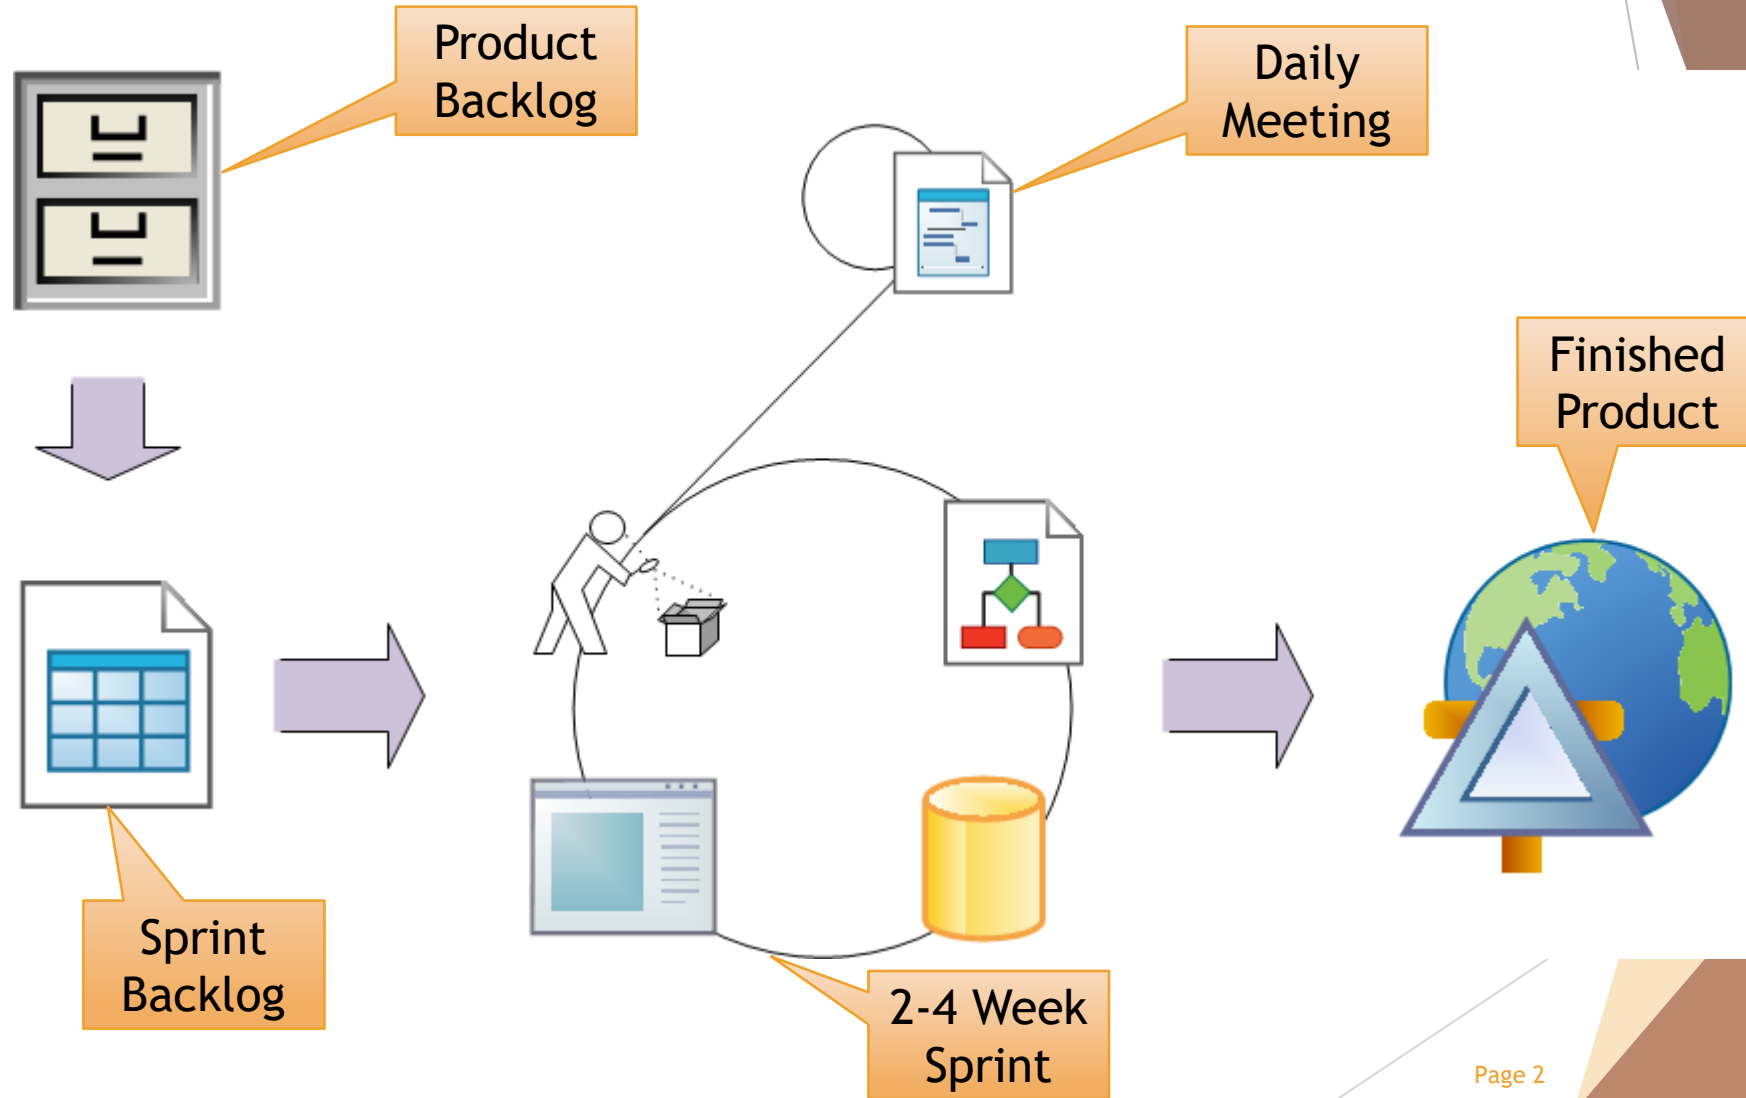 Product
Backlog
Daily
Meeting
Finished
Product
Sprint
Backlog
2-4 Week
Sprint
Page 2